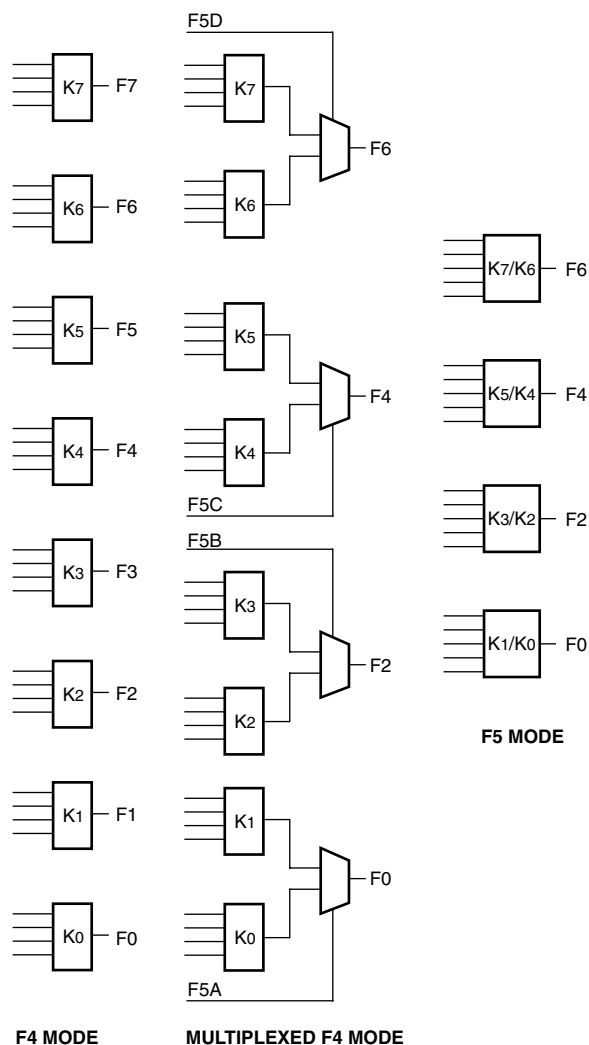 K7
F7
K6
F6
K5
F5
K4
F4
K3
F3
K2
F2
K1
F1
K0
F0
F4 MODE
F5D
K7
F6
K6
K5
F4
K4
F5C
F5B
K3
F2
K2
K1
F0
K0
F5A
MULTIPLEXED F4 MODE
K7/K6
F6
K5/K4
F4
K3/K2
F2
K1/K0
F0
F5 MODE